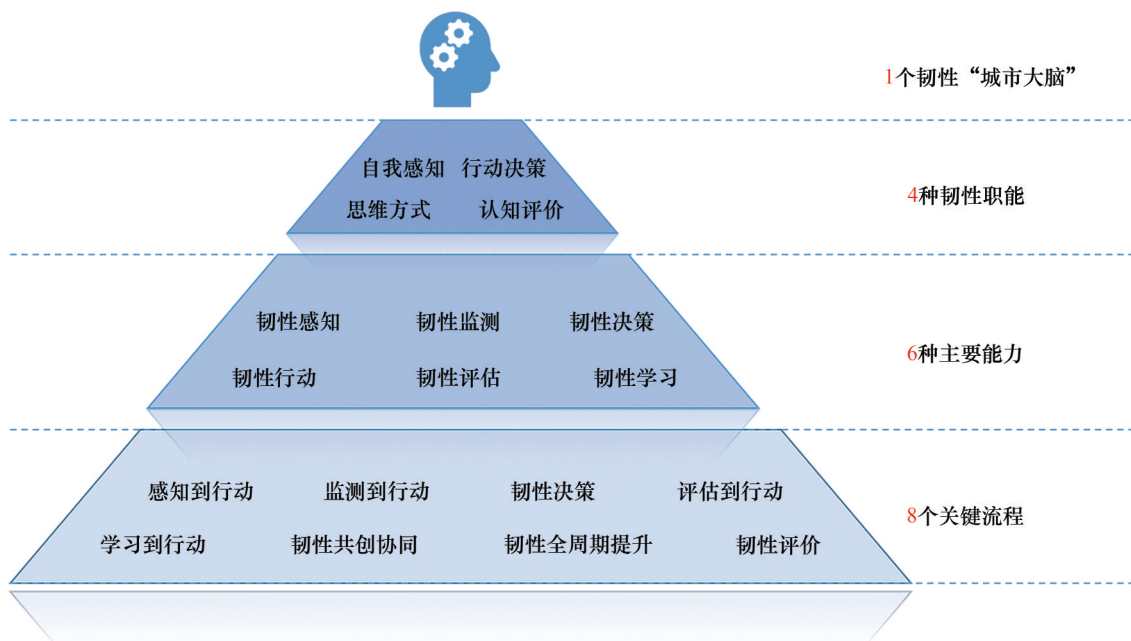 1个韧性“城市大脑”
自我感知 行动决策
思维方式 认知评价
4种韧性职能
韧性感知 韧性监测 韧性决策
韧性行动 韧性评估 韧性学习
6种主要能力
感知到行动 监测到行动 韧性决策 评估到行动
学习到行动 韧性共创协同 韧性全周期提升 韧性评价
8个关键流程